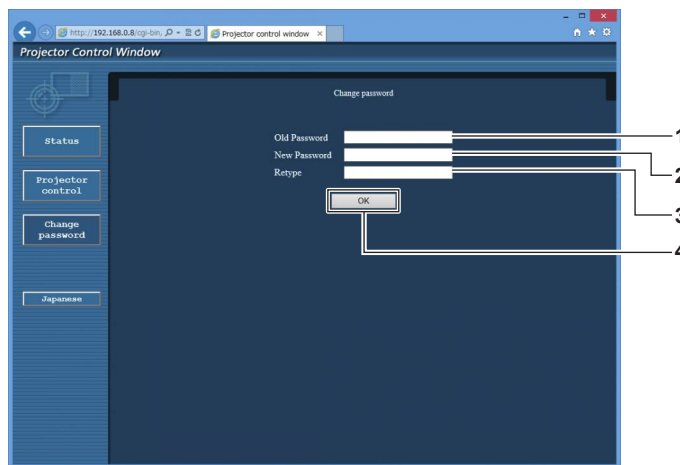 http://192.168.0.8/cgi-bin,
Projector control window
Projector Control Window
Change password
Status
Projector
control
Change
password
Japanese
Old Password
New Password
Retype
OK
1
2
3
4